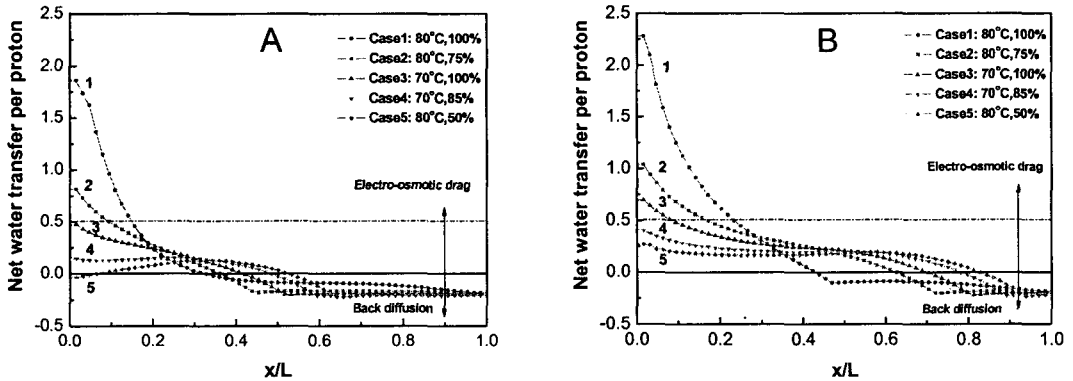 A
Case1: 80°C,100%
Case2: 80°C,75%
Case3: 70°C,100%
Case4: 70°C,85%
Case5: 80°C,50%
1
2
3
4
5
Electro-osmotic drag
Back diffusion
Net water transfer per proton
2.5
2.0
1.5
1.0
0.5
0.0
-0.5
0.0 0.2 0.4 0.6 0.8 1.0
x/L
B
Case1: 80°C,100%
Case2: 80°C,75%
Case3: 70°C,100%
Case4: 70°C,85%
Case5: 80°C,50%
1
2
3
4
5
Electro-osmotic drag
Back diffusion
Net water transfer per proton
2.5
2.0
1.5
1.0
0.5
0.0
-0.5
0.0 0.2 0.4 0.6 0.8 1.0
x/L